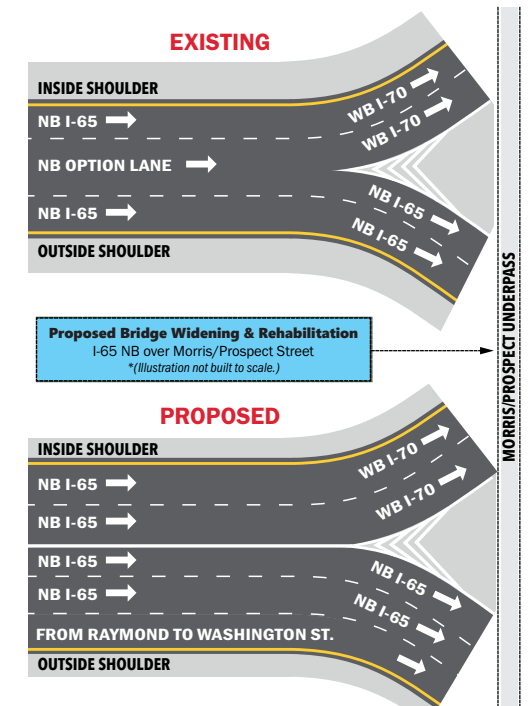 EXISTING
INSIDE SHOULDER
NB I-65
WB I-70
WB I-70
NB OPTION LANE
NB I-65
NB I-65
NB I-65
OUTSIDE SHOULDER
Proposed Bridge Widening & Rehabilitation
I-65 NB over Morris/Prospect Street
*(Illustration not built to scale.)
MORRIS/PROSPECT UNDERPASS
PROPOSED
INSIDE SHOULDER
NB I-65
WB I-70
NB I-65
WB I-70
NB I-65
NB I-65
NB I-65
NB I-65
FROM RAYMOND TO WASHINGTON ST.
OUTSIDE SHOULDER